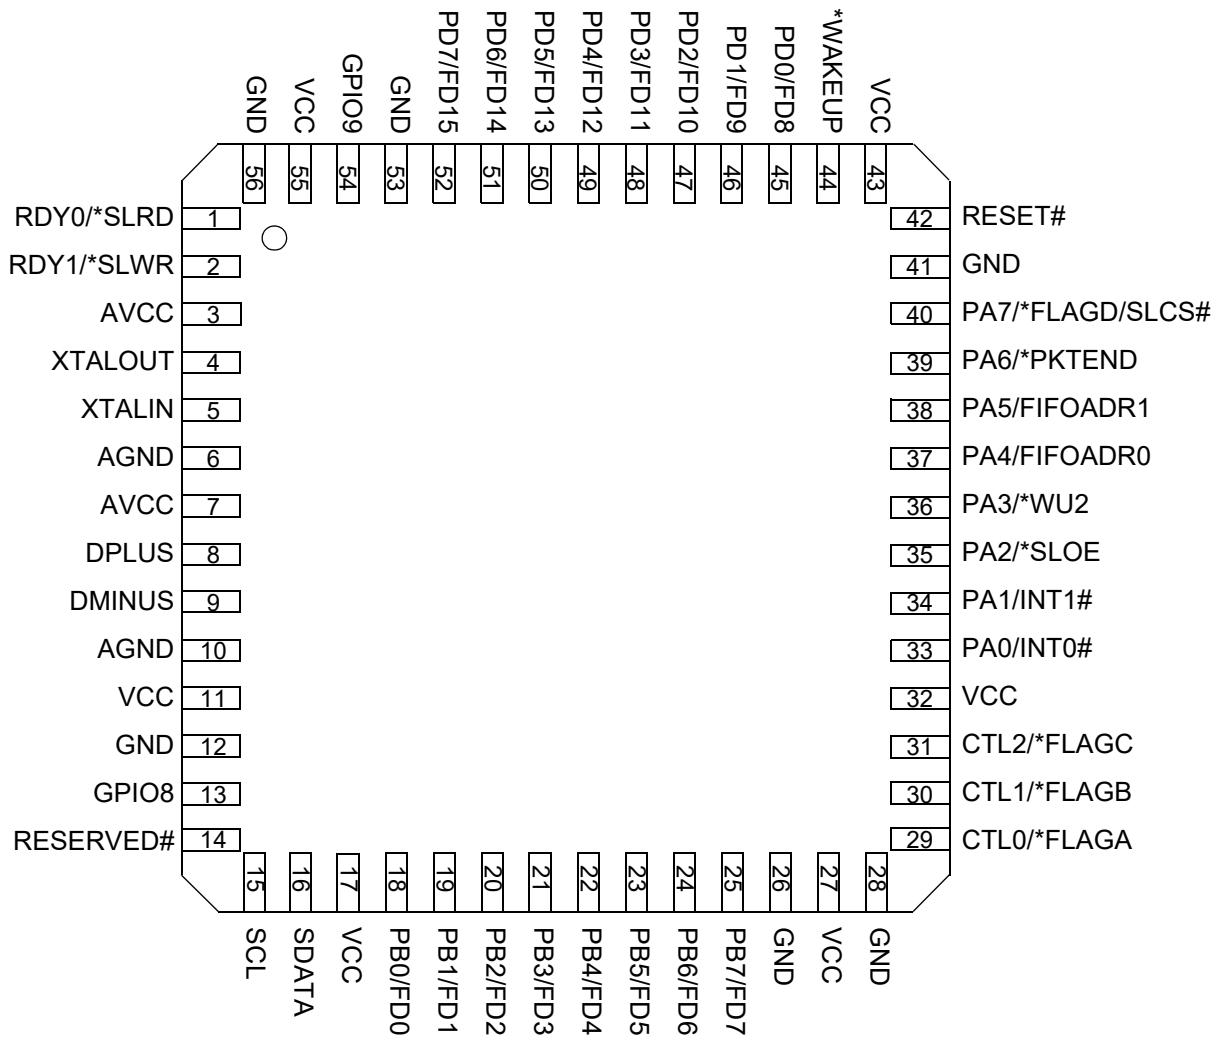 GND
VCC
GPIO9
GND
PD7/FD15
PD6/FD14
PD5/FD13
PD4/FD12
PD3/FD11
PD2/FD10
PD1/FD9
PD0/FD8
*WAKEUP
VCC
56
55
54
53
52
51
50
49
48
47
46
45
44
43
RDY0/*SLRD 1
RDY1/*SLWR 2
AVCC 3
XTALOUT 4
XTALIN 5
AGND 6
AVCC 7
DPLUS 8
DMINUS 9
AGND 10
VCC 11
GND 12
GPIO8 13
RESERVED# 14
42 RESET#
41 GND
40 PA7/*FLAGD/SLCS#
39 PA6/*PKTEND
38 PA5/FIFOADR1
37 PA4/FIFOADR0
36 PA3/*WU2
35 PA2/*SLOE
34 PA1/INT1#
33 PA0/INT0#
32 VCC
31 CTL2/*FLAGC
30 CTL1/*FLAGB
29 CTL0/*FLAGA
15
16
17
18
19
20
21
22
23
24
25
26
27
28
SCL
SDATA
VCC
PB0/FD0
PB1/FD1
PB2/FD2
PB3/FD3
PB4/FD4
PB5/FD5
PB6/FD6
PB7/FD7
GND
VCC
GND